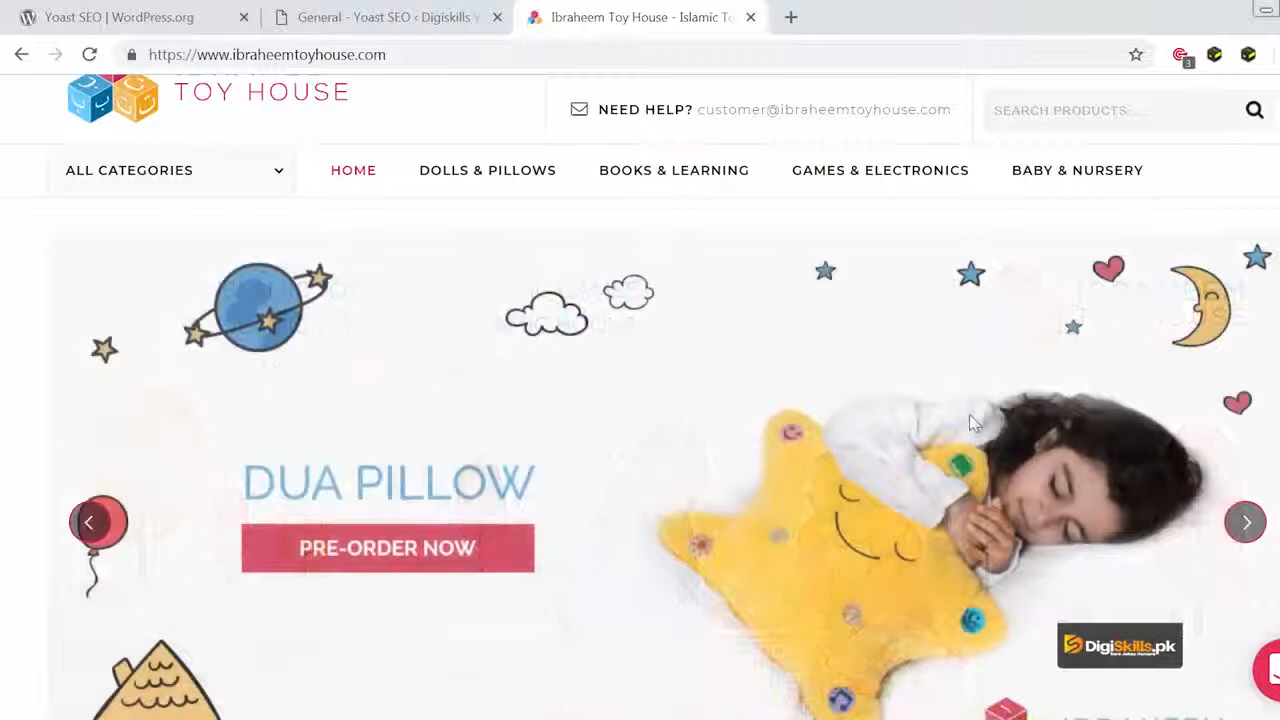 Yoast SEO | WordPress.org
General - Yoast SEO ‹ Digiskills
Ibraheem Toy House - Islamic
https://www.ibraheemtoyhouse.com
3
TOY HOUSE
NEED HELP? customer@ibraheemtoyhouse.com
SEARCH PRODUCTS...
ALL CATEGORIES
HOME
DOLLS & PILLOWS
BOOKS & LEARNING
GAMES & ELECTRONICS
BABY & NURSERY
DUA PILLOW
PRE-ORDER NOW
DigiSkills.pk